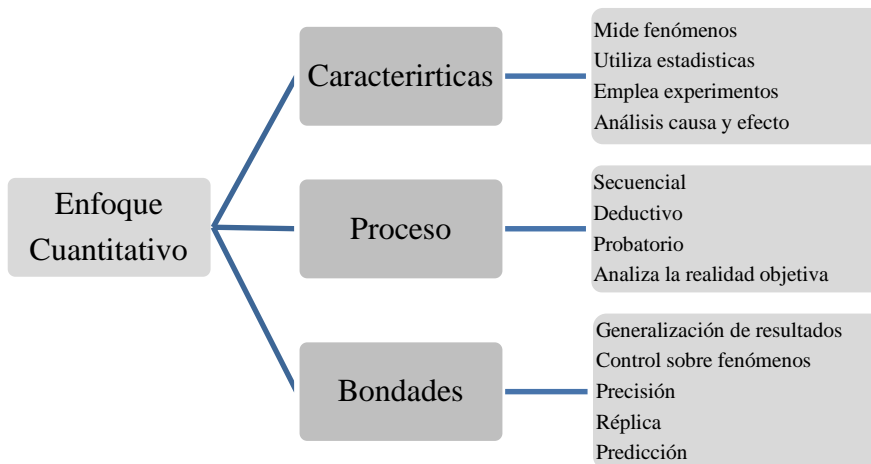 Enfoque
Cuantitativo
Caracterirticas
Mide fenómenos
Utiliza estadisticas
Emplea experimentos
Análisis causa y efecto
Proceso
Secuencial
Deductivo
Probatorio
Analiza la realidad objetiva
Bondades
Generalización de resultados
Control sobre fenómenos
Precisión
Réplica
Predicción